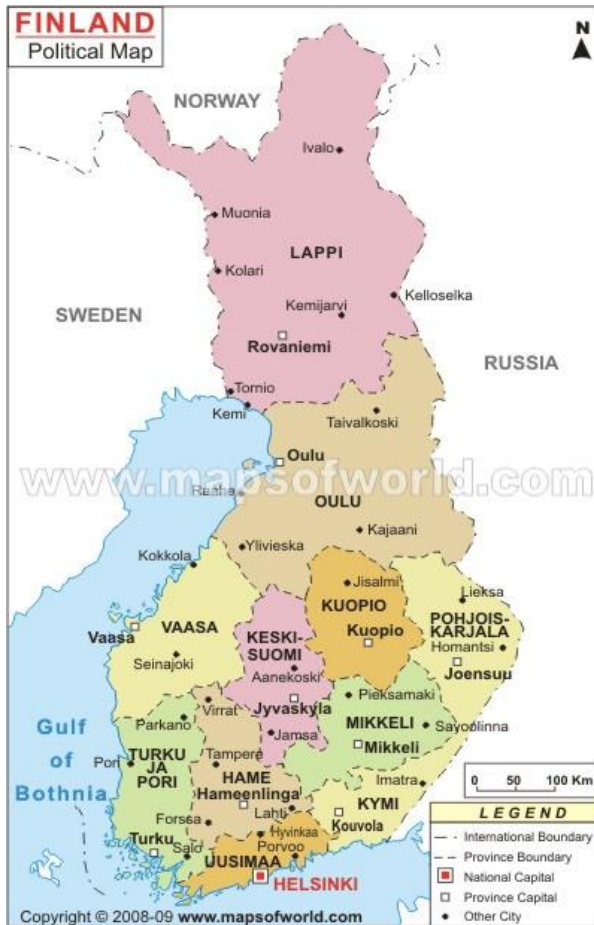 FINLAND
Political Map
N
NORWAY
Ivalo
Muonia
LAPPI
Kolari
Kelloselka
Kemijarvi
SWEDEN
Rovaniemi
RUSSIA
Tornio
Kemi
Taivalkoski
Oulu
www.mapsofworld.com
Raahe
OULU
Kajaani
Ylivieska
Kokkola
Jisalmi
Lieksa
KUOPIO
POHJOIS-
KARJALA
Vaasa
VAASA
KESKI-
SUOMI
Kuopio
Homantsi
Seinajoki
Aanekoski
Joensuu
Pieksamaki
Virrat
Jyvaskyla
MIKKELI
Parkano
Jamsa
Mikkeli
Savoolinna
Gulf
of
Bothnia
Pori
TURKU
JA
PORI
Tampera
Imatra
HAME
Hameenlinga
KYMI
0 50 100 Km
Lahti
Kouvola
Forssa
Hyvinkaa
Turku
Salo
Porvoo
UUSIMAA
HELSINKI
LEGEND
International Boundary
Province Boundary
National Capital
Province Capital
Other City
Copyright © 2008-09 www.mapsofworld.com